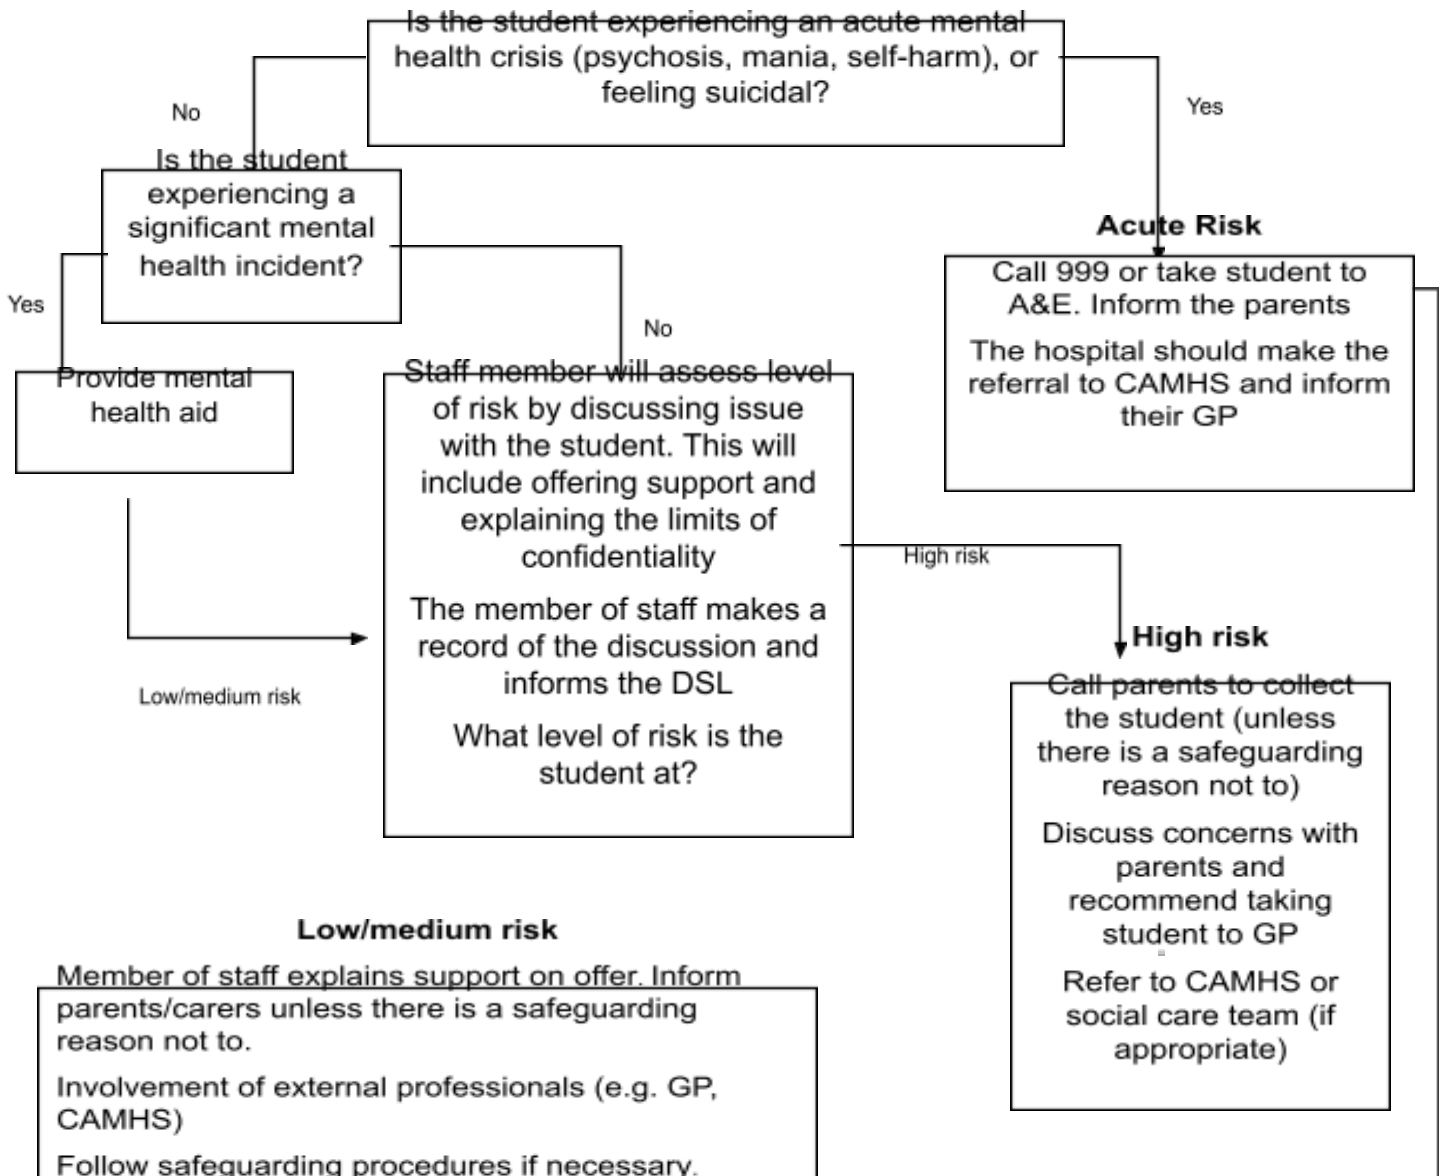 Is the student experiencing an acute mental
health crisis (psychosis, mania, self-harm), or
feeling suicidal?
No
Yes
Is the student
experiencing a
significant mental
health incident?
Yes
No
Acute Risk
Call 999 or take student to
A&E. Inform the parents
The hospital should make the
referral to CAMHS and inform
their GP
Provide mental
health aid
Staff member will assess level
of risk by discussing issue
with the student. This will
include offering support and
explaining the limits of
confidentiality
The member of staff makes a
record of the discussion and
informs the DSL
What level of risk is the
student at?
High risk
Low/medium risk
High risk
Call parents to collect
the student (unless
there is a safeguarding
reason not to)
Discuss concerns with
parents and
recommend taking
student to GP
Refer to CAMHS or
social care team (if
appropriate)
Low/medium risk
Member of staff explains support on offer. Inform
parents/carers unless there is a safeguarding
reason not to.
Involvement of external professionals (e.g. GP,
CAMHS)
Follow safeguarding procedures if necessary.